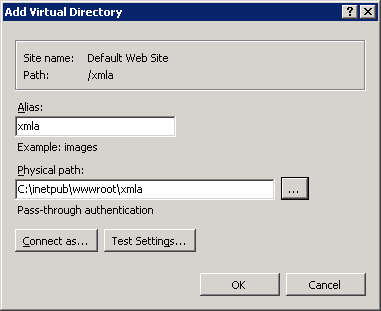 Add Virtual Directory
Site name: Default Web Site
Path: /xmla
Alias:
xmla
Example: images
Physical path:
C:\inetpub\wwwroot\xmla ...
Pass-through authentication
Connect as... Test Settings...
OK Cancel